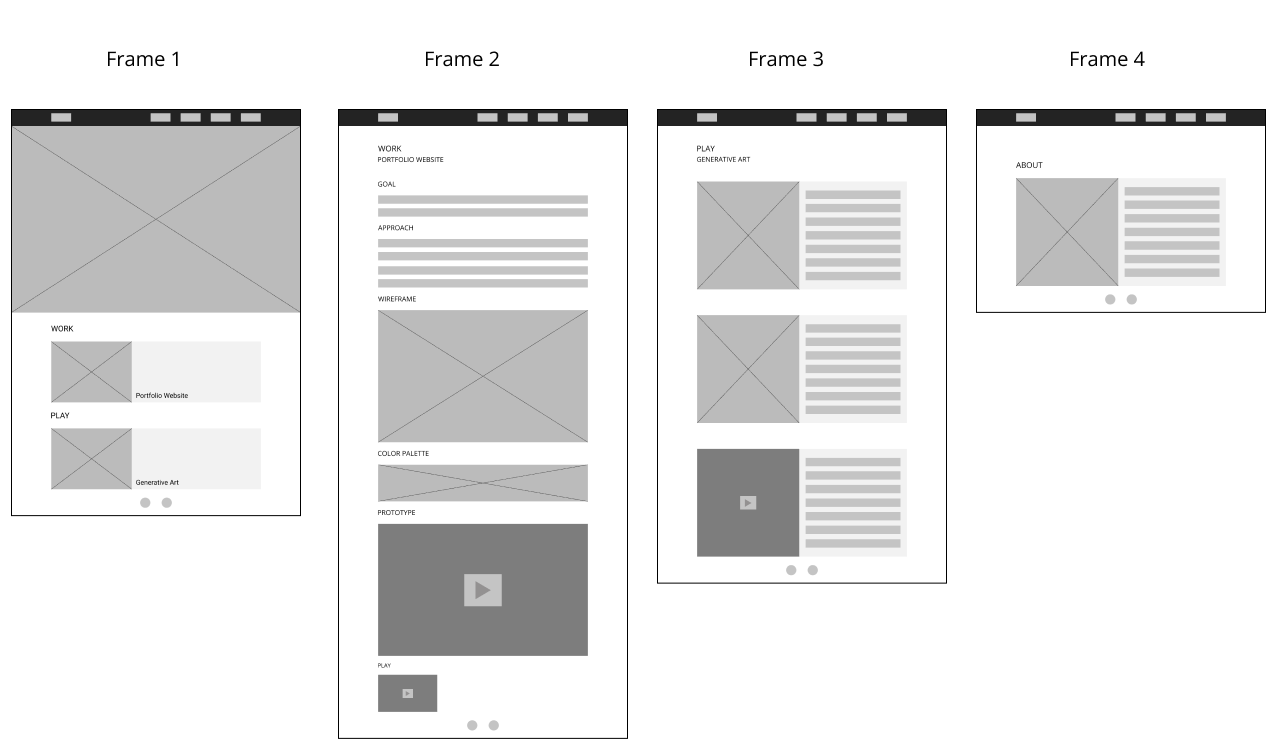 Frame 1
Frame 2
Frame 3
Frame 4
WORK
Portfolio Website
PLAY
Generative Art
WORK
PORTFOLIO WEBSITE
GOAL
APPROACH
WIREFRAME
COLOR PALETTE
PROTOTYPE
PLAY
PLAY
GENERATIVE ART
ABOUT